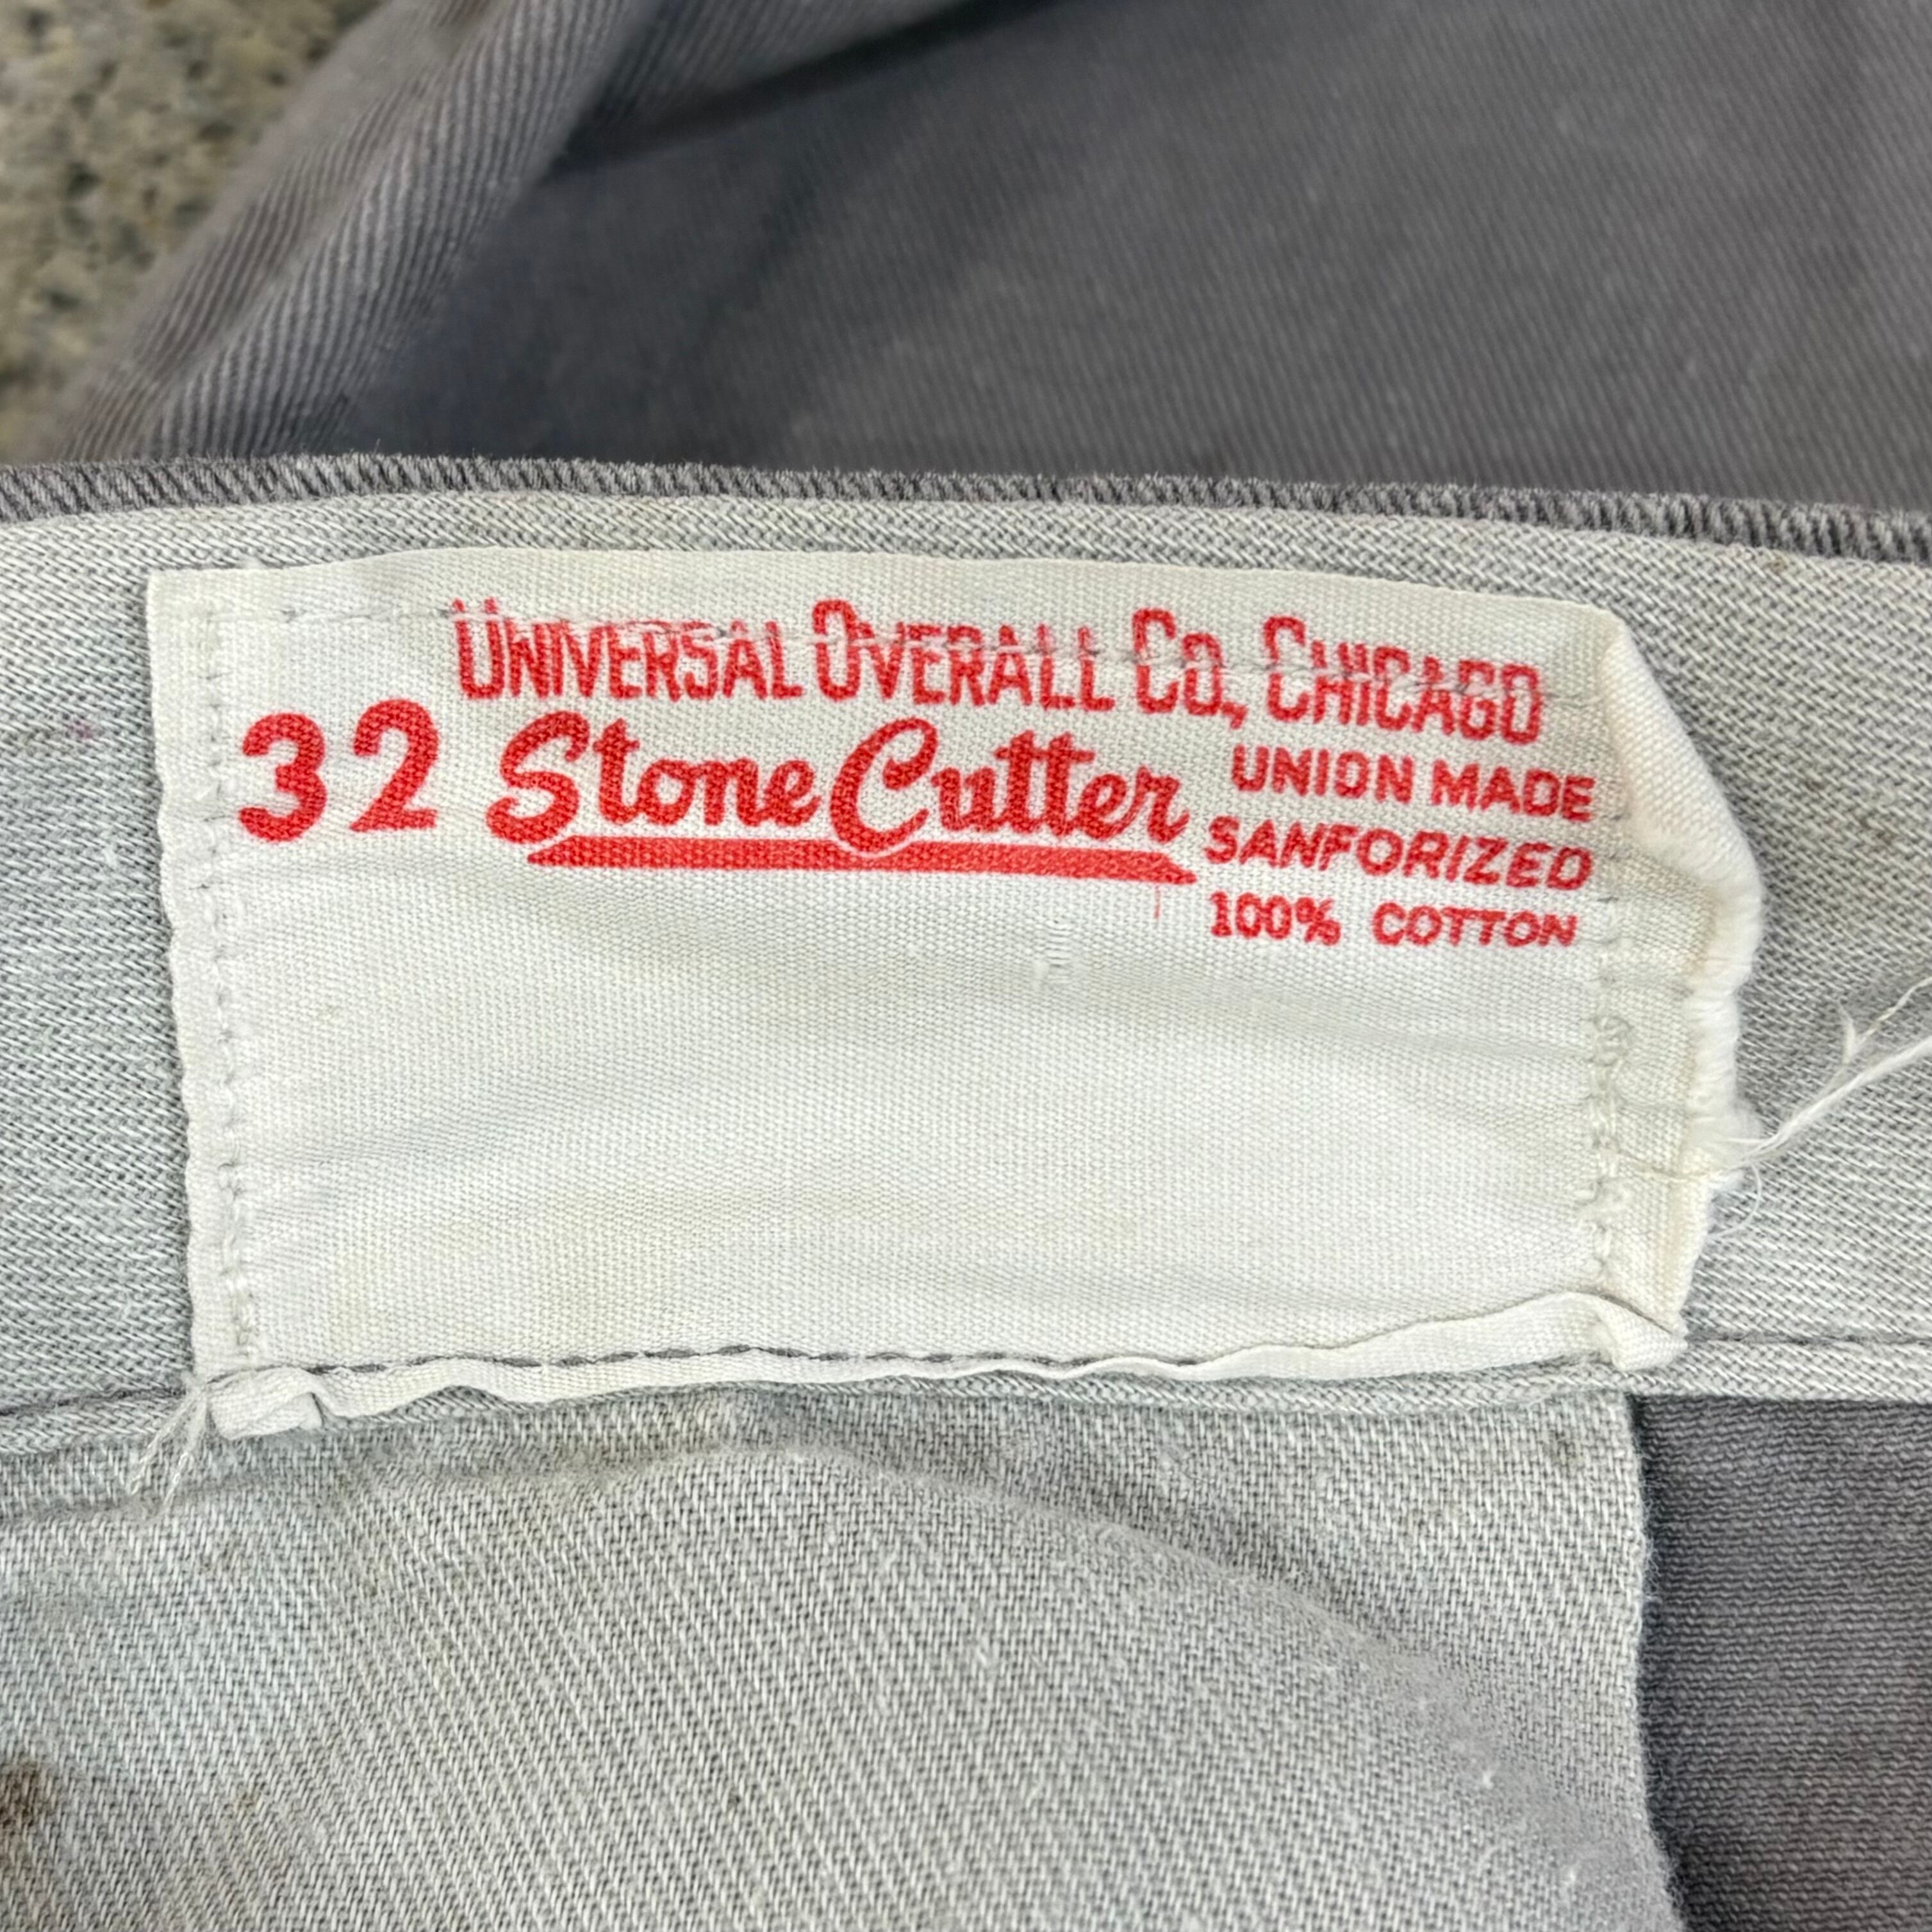 UNIVERSAL OVERALL CO., CHICAGO
32 Stone Cutter
UNION MADE
SANFORIZED
100% COTTON